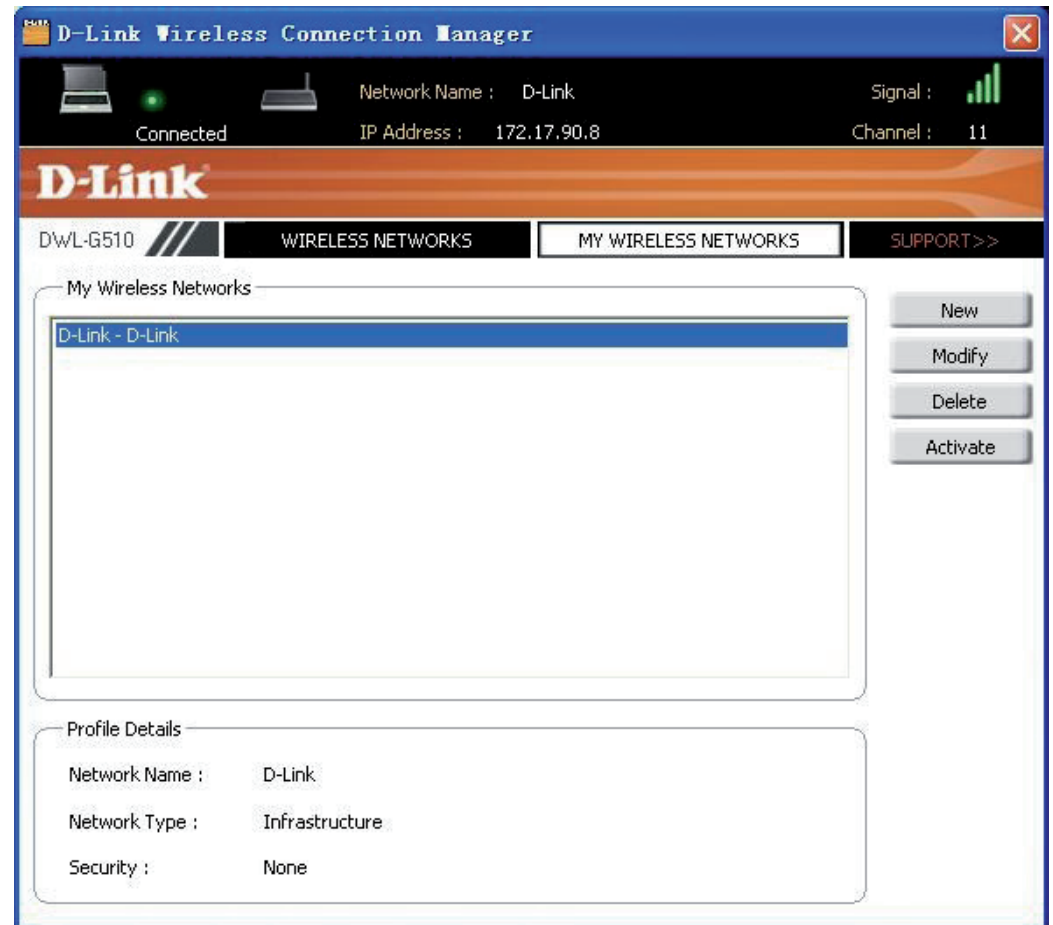 D-Link Wireless Connection Manager
Network Name : D-Link Signal :
Connected IP Address : 172.17.90.8 Channel : 11
D-Link
DWL-G510 WIRELESS NETWORKS MY WIRELESS NETWORKS SUPPORT>>
My Wireless Networks
New
D-Link - D-Link
Modify
Delete
Activate
Profile Details
Network Name : D-Link
Network Type : Infrastructure
Security : None